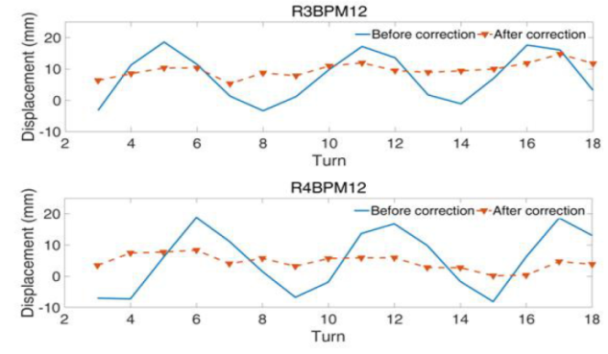 R3BPM12
Before correction After correction
Displacement (mm)
20
10
0
-10
2 4 6 8 10 12 14 16 18
Turn
R4BPM12
Before correction After correction
Displacement (mm)
20
10
0
-10
2 4 6 8 10 12 14 16 18
Turn